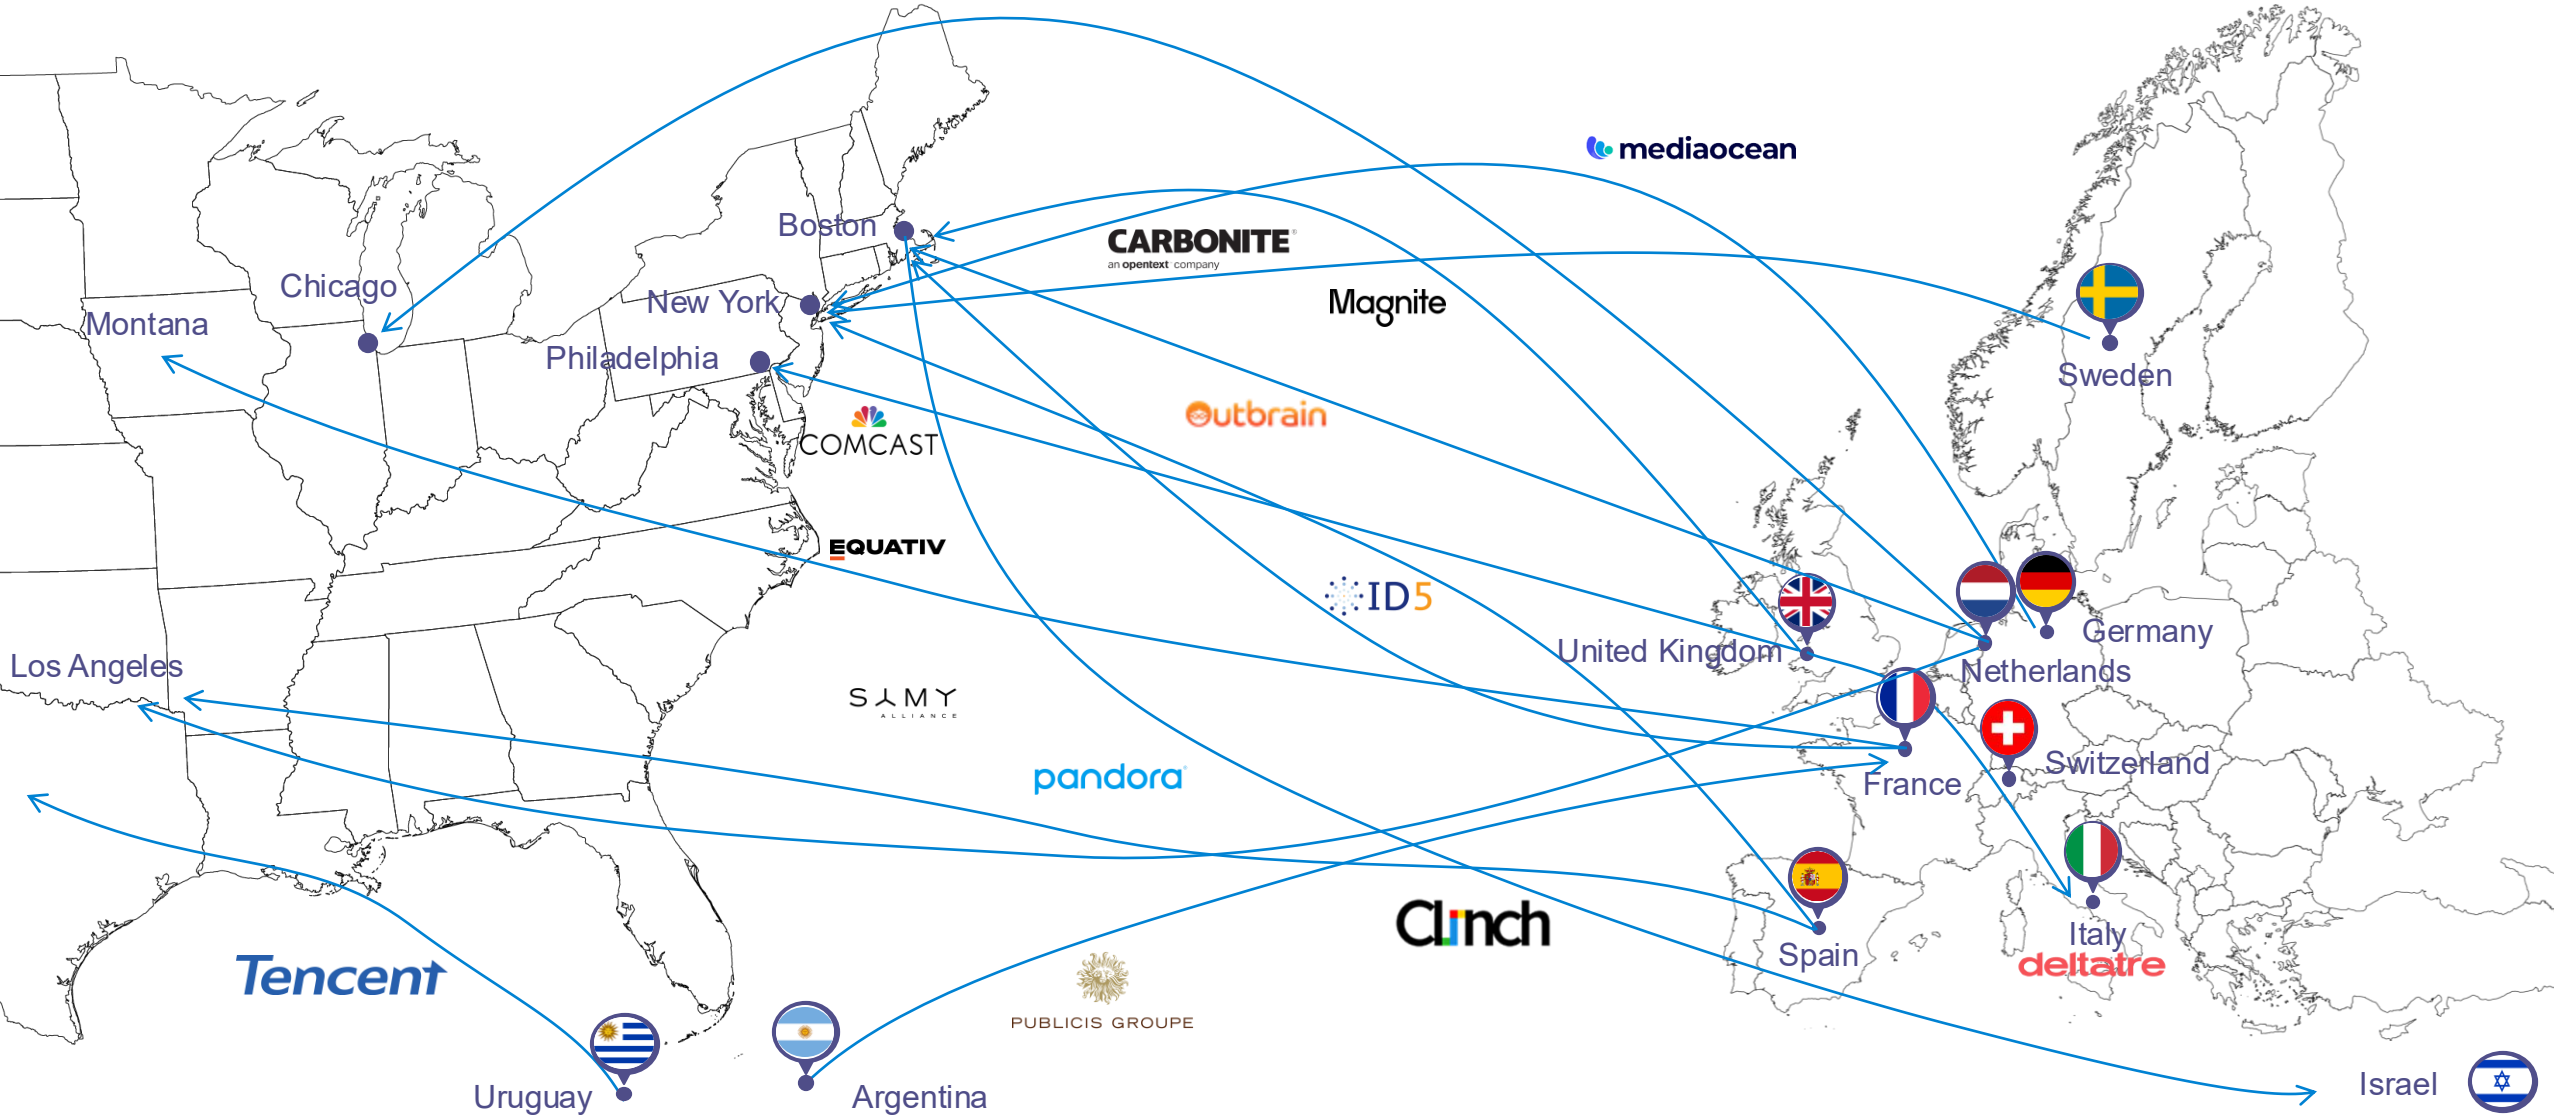 mediaocean
Boston
CARBONITE®
an opentext company
Chicago
New York
Magnite
Montana
Philadelphia
Sweden
Outbrain
COMCAST
EQUATIV
ID5
Germany
United Kingdom
Los Angeles
Netherlands
SAMY
ALLIANCE
pandora
Switzerland
France
Clinch
Italy
Spain
deltatre
Tencent
PUBLICIS GROUPE
Uruguay
Argentina
Israel